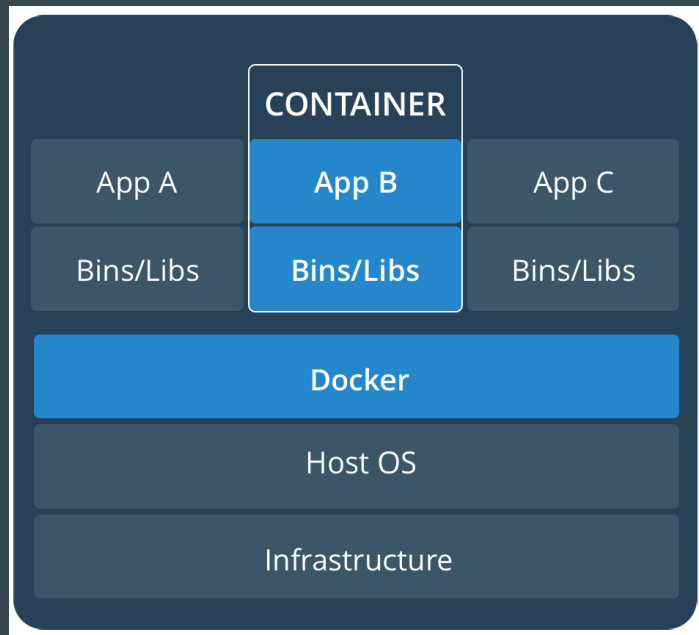 CONTAINER
App A
App B
App C
Bins/Libs
Bins/Libs
Bins/Libs
Docker
Host OS
Infrastructure